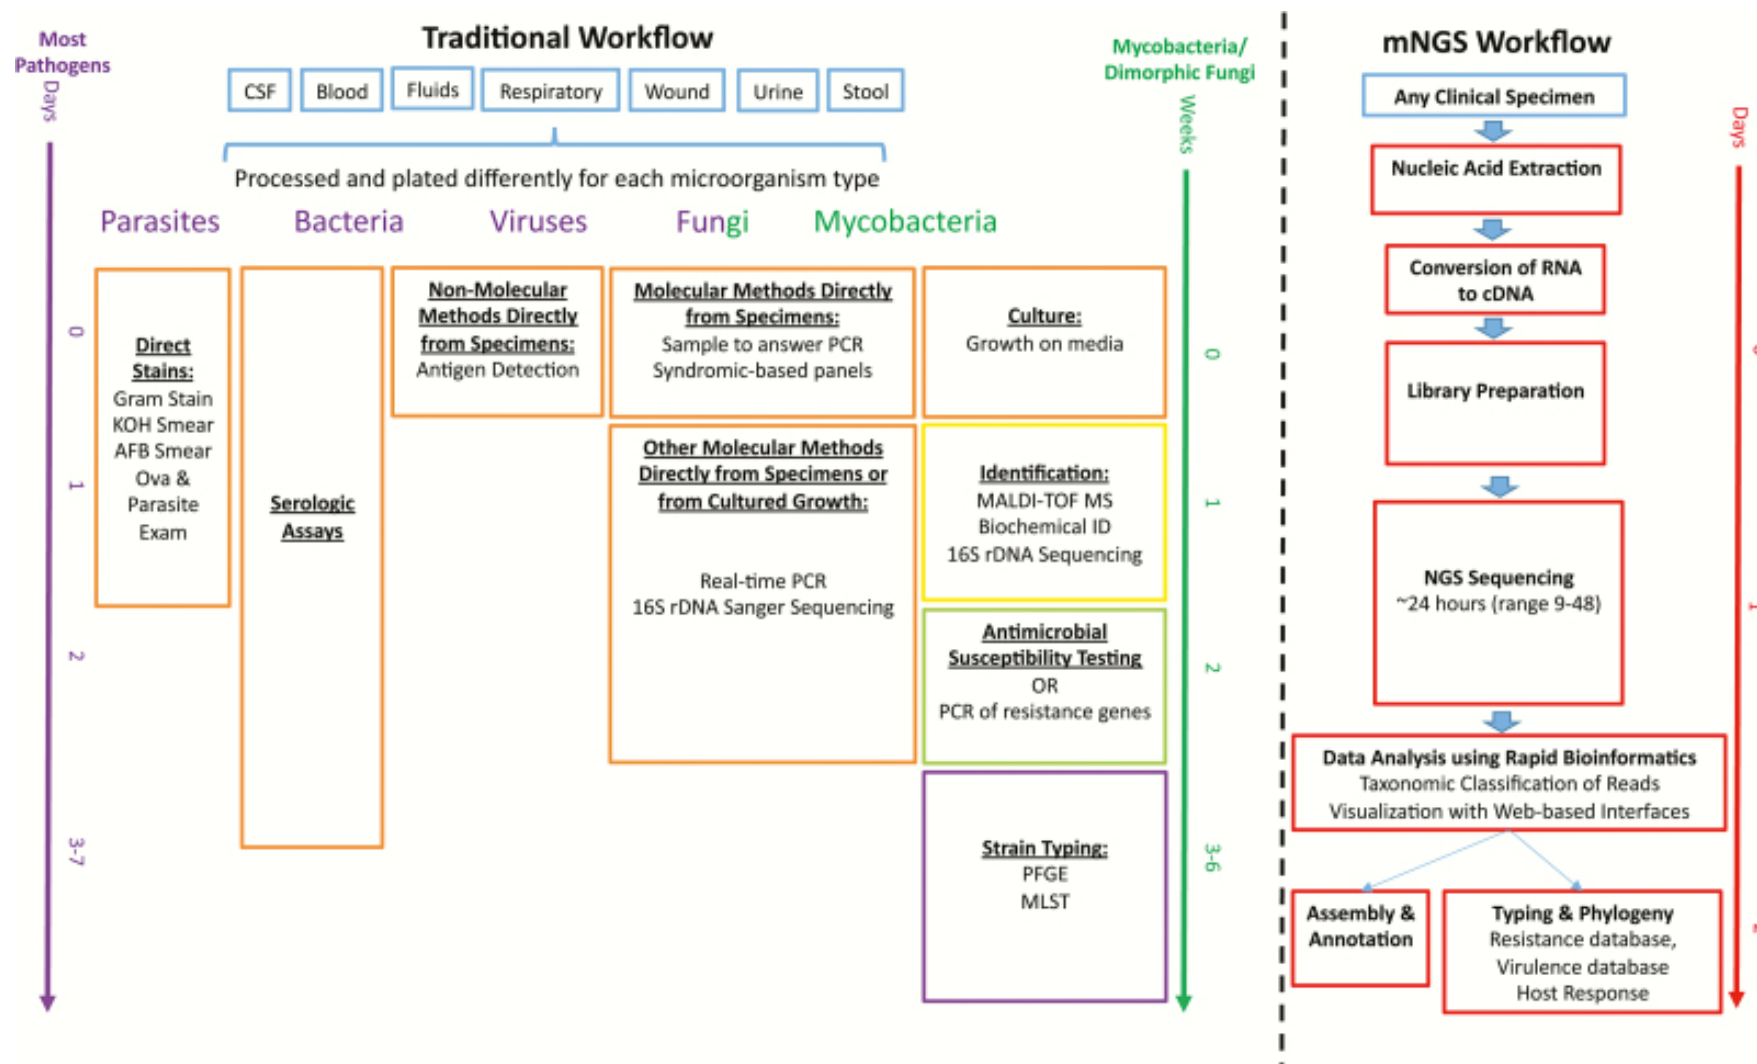 Traditional Workflow
Most
Pathogens
Days
CSF
Blood
Fluids
Respiratory
Wound
Urine
Stool
Mycobacteria/
Dimorphic Fungi
Weeks
Processed and plated differently for each microorganism type
Parasites
Bacteria
Viruses
Fungi
Mycobacteria
0
1
2
3-7
Direct
Stains:
Gram Stain
KOH Smear
AFB Smear
Ova &
Parasite
Exam
Serologic
Assays
Non-Molecular
Methods Directly
from Specimens:
Antigen Detection
Molecular Methods Directly
from Specimens:
Sample to answer PCR
Syndromic-based panels
Other Molecular Methods
Directly from Specimens or
from Cultured Growth:
Real-time PCR
16S rDNA Sanger Sequencing
Culture:
Growth on media
Identification:
MALDI-TOF MS
Biochemical ID
16S rDNA Sequencing
Antimicrobial
Susceptibility Testing
OR
PCR of resistance genes
Strain Typing:
PFGE
MLST
0
1
2
3-6
mNGS Workflow
Any Clinical Specimen
Nucleic Acid Extraction
Conversion of RNA
to cDNA
Library Preparation
NGS Sequencing
~24 hours (range 9-48)
Data Analysis using Rapid Bioinformatics
Taxonomic Classification of Reads
Visualization with Web-based Interfaces
Assembly &
Annotation
Typing & Phylogeny
Resistance database,
Virulence database
Host Response
Days